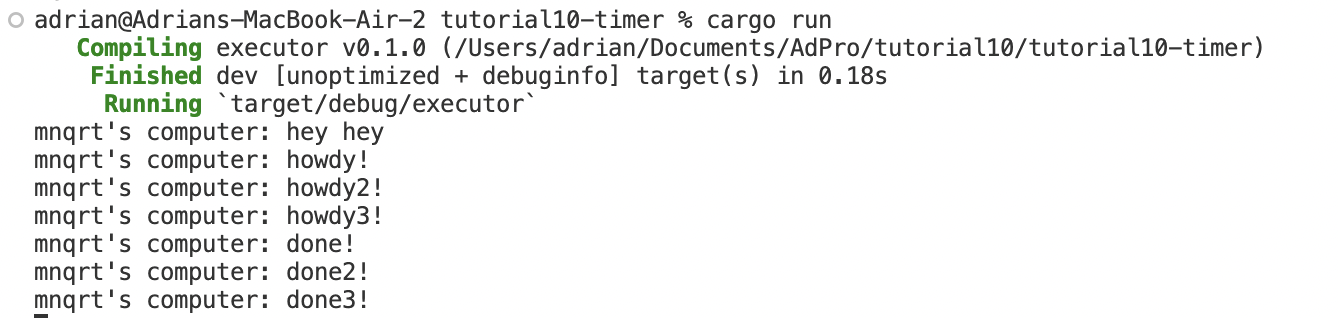 adrian@Adrians-MacBook-Air-2 tutorial10-timer % cargo run
Compiling executor v0.1.0 (/Users/adrian/Documents/AdPro/tutorial10/tutorial10-timer)
Finished dev [unoptimized + debuginfo] target(s) in 0.18s
Running `target/debug/executor`
mnqrt's computer: hey hey
mnqrt's computer: howdy!
mnqrt's computer: howdy2!
mnqrt's computer: howdy3!
mnqrt's computer: done!
mnqrt's computer: done2!
mnqrt's computer: done3!